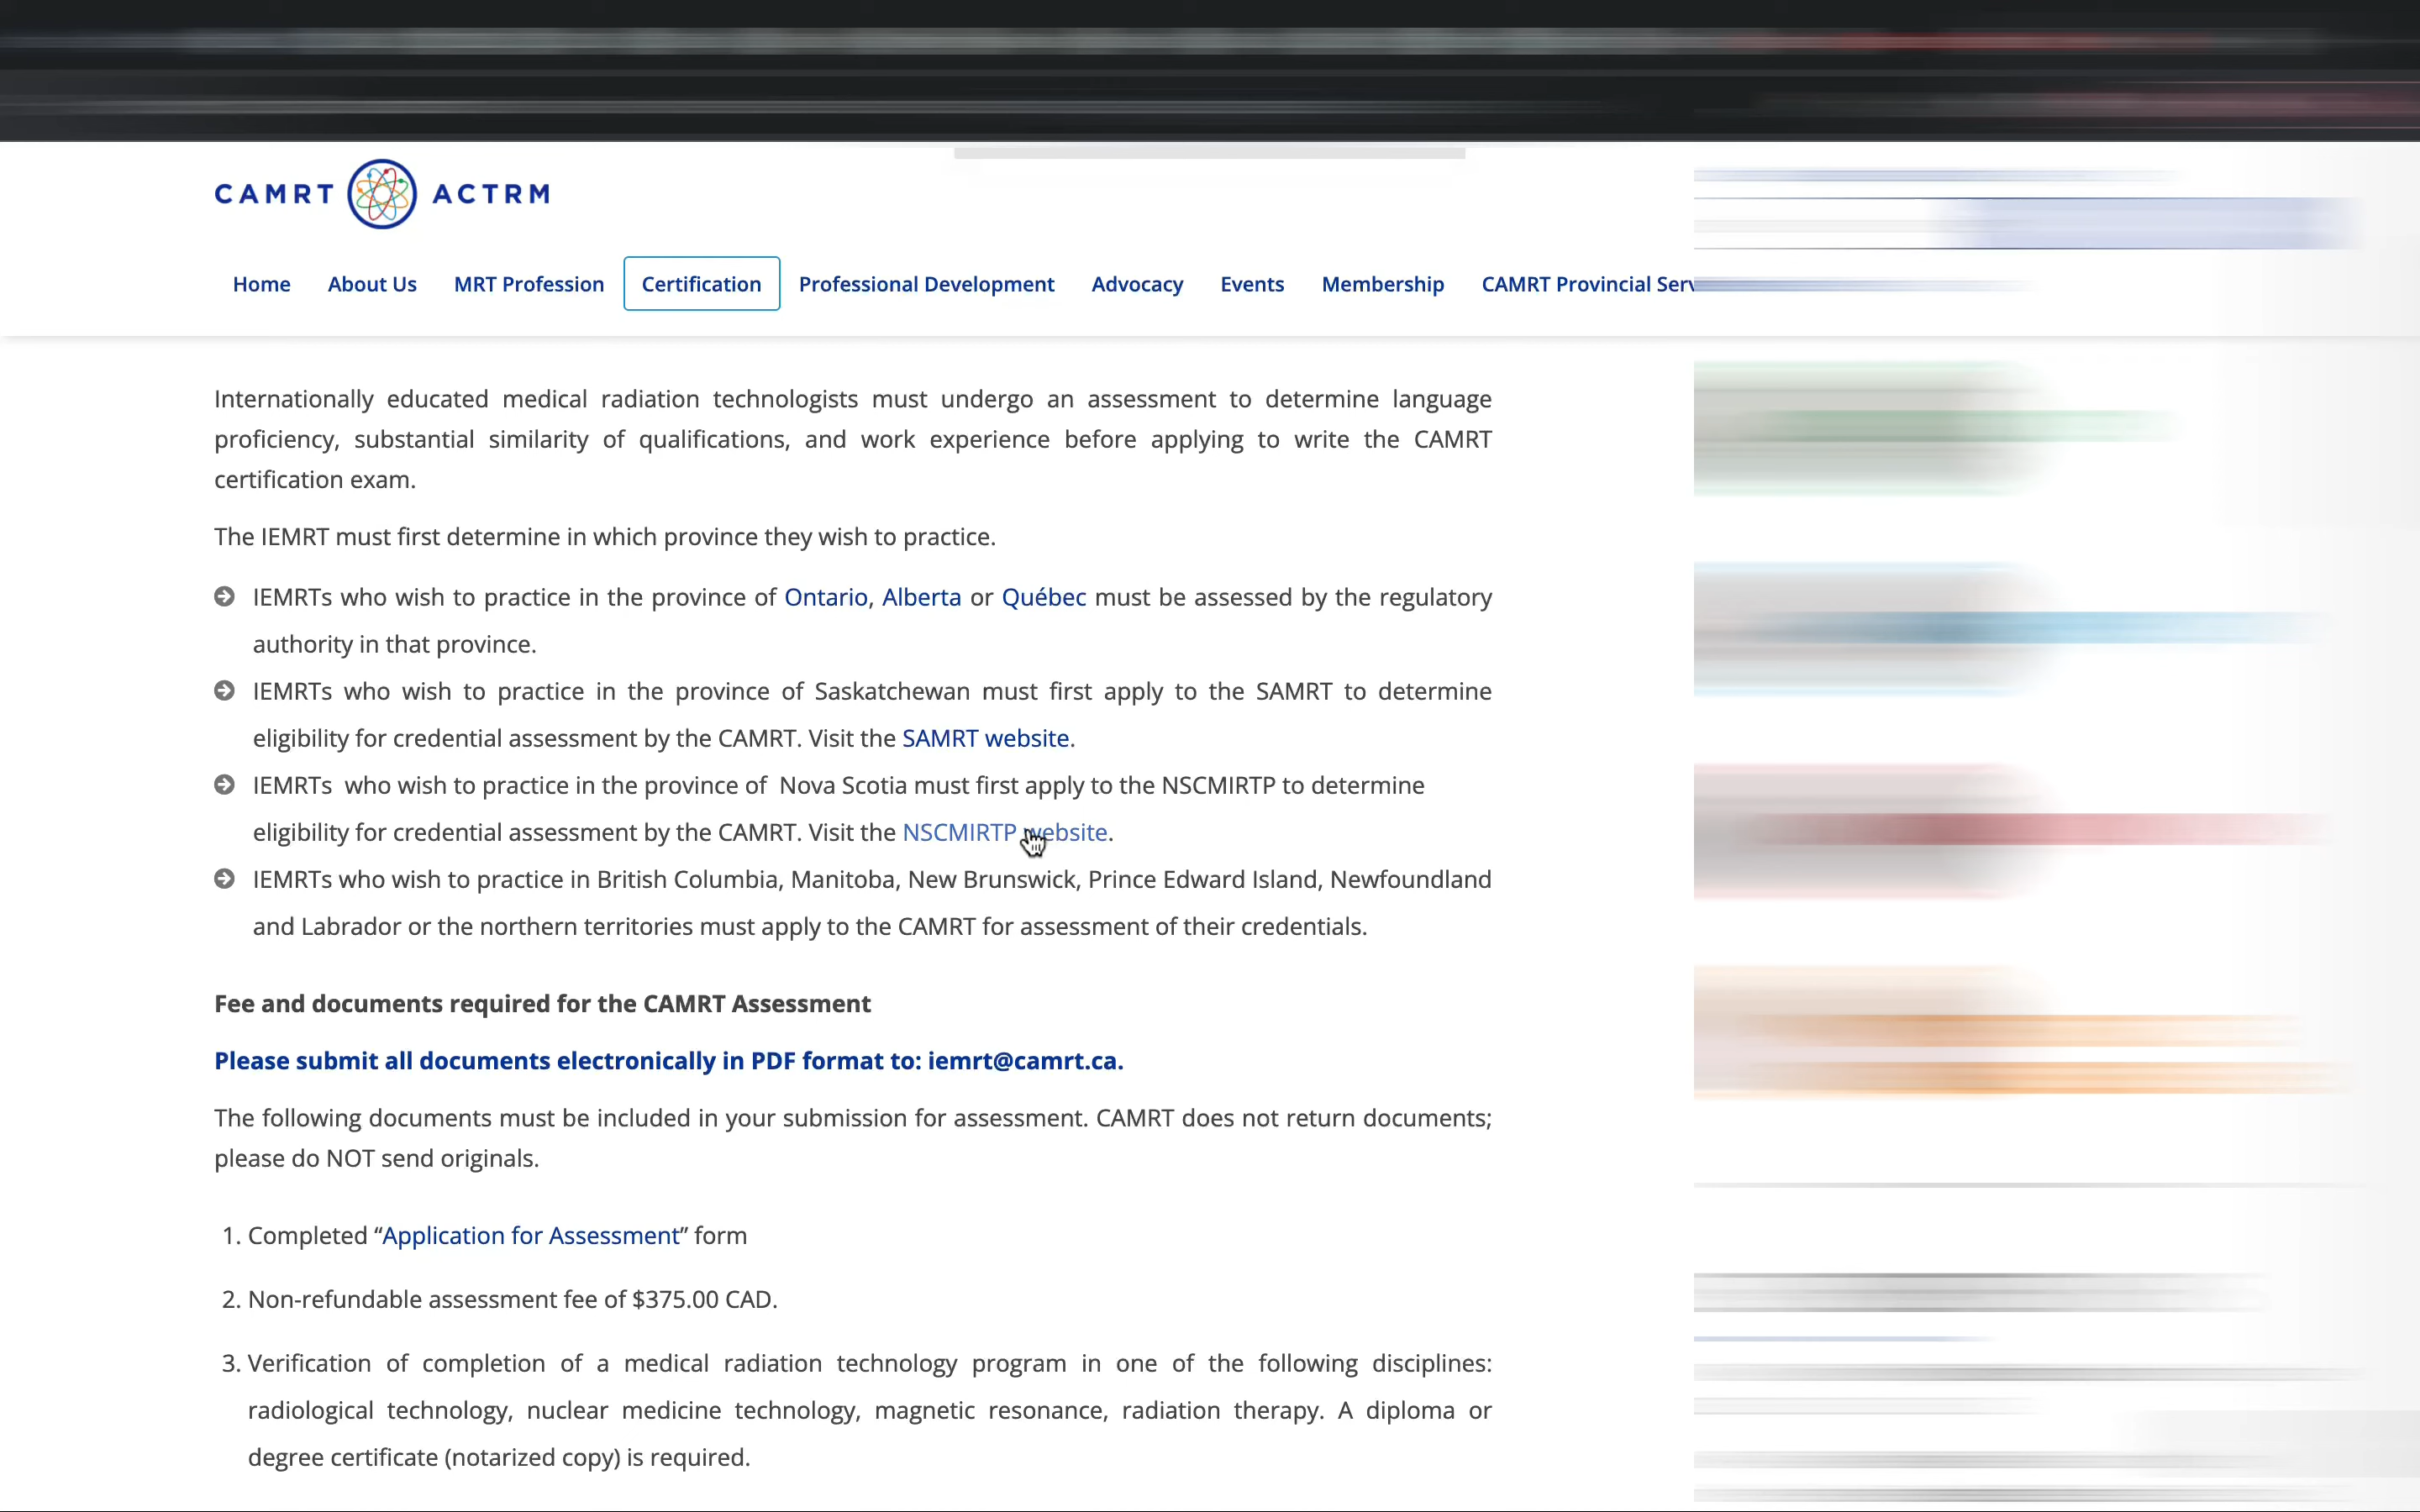 CAMRT ACTRM
Home About Us MRT Profession Certification Professional Development Advocacy Events Membership CAMRT Provincial
Internationally educated medical radiation technologists must undergo an assessment to determine language
proficiency, substantial similarity of qualifications, and work experience before applying to write the CAMRT
certification exam.
The IEMRT must first determine in which province they wish to practice.
IEMRTs who wish to practice in the province of Ontario, Alberta or Québec must be assessed by the regulatory
authority in that province.
IEMRTs who wish to practice in the province of Saskatchewan must first apply to the SAMRT to determine
eligibility for credential assessment by the CAMRT. Visit the SAMRT website.
IEMRTs who wish to practice in the province of Nova Scotia must first apply to the NSCMIRTP to determine
eligibility for credential assessment by the CAMRT. Visit the NSCMIRTP website.
IEMRTs who wish to practice in British Columbia, Manitoba, New Brunswick, Prince Edward Island, Newfoundland
and Labrador or the northern territories must apply to the CAMRT for assessment of their credentials.
Fee and documents required for the CAMRT Assessment
Please submit all documents electronically in PDF format to: iemrt@camrt.ca.
The following documents must be included in your submission for assessment. CAMRT does not return documents;
please do NOT send originals.
1. Completed “Application for Assessment” form
2. Non-refundable assessment fee of $375.00 CAD.
3. Verification of completion of a medical radiation technology program in one of the following disciplines:
radiological technology, nuclear medicine technology, magnetic resonance, radiation therapy. A diploma or
degree certificate (notarized copy) is required.